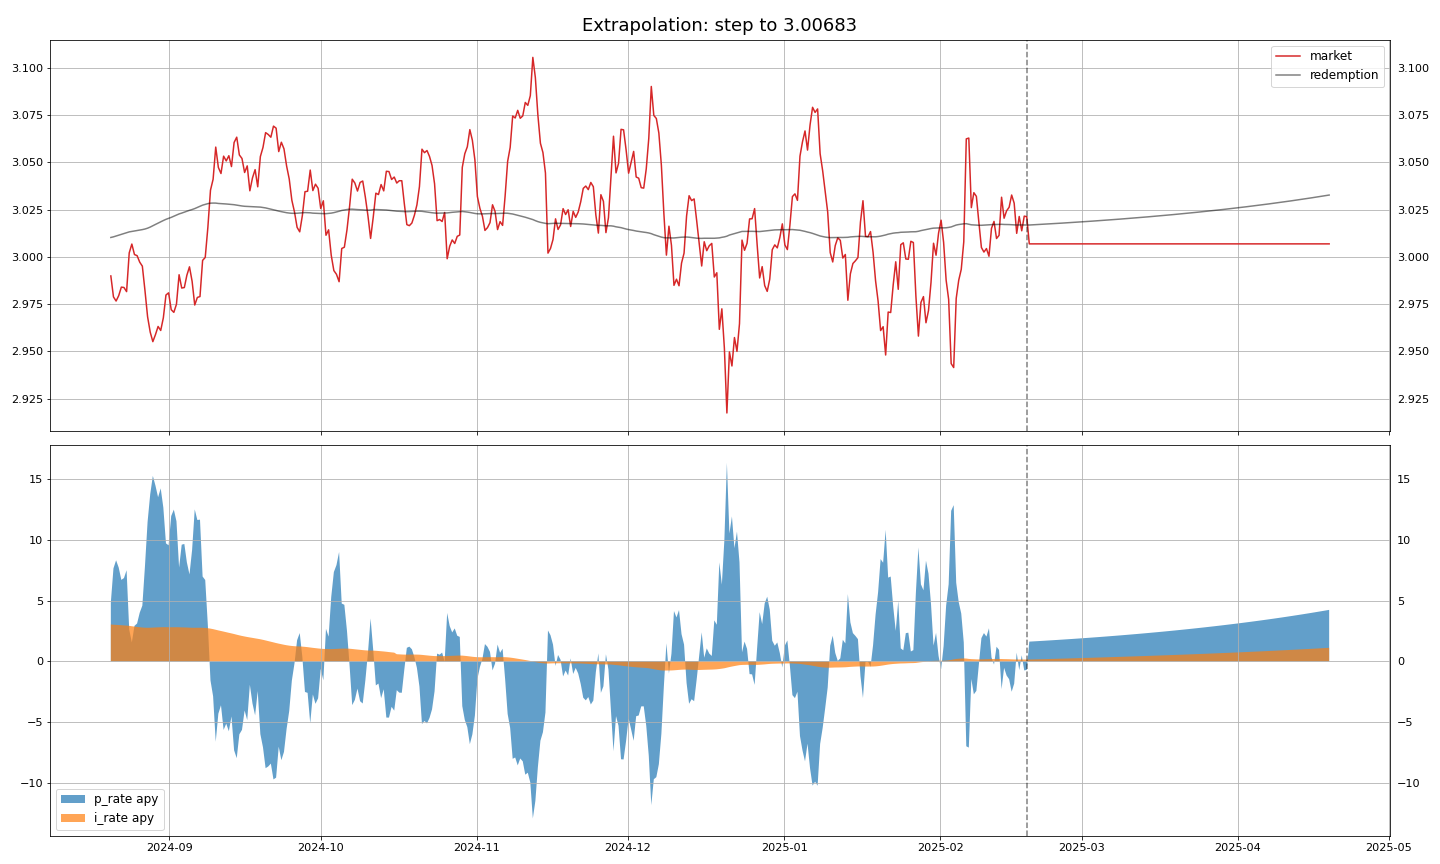 Extrapolation: step to 3.00683
market
redemption
3.100 3.100
3.075 3.075
3.050 3.050
3.025 3.025
3.000 3.000
2.975 2.975
2.950 2.950
2.925 2.925
15 15
10 10
5 5
0 0
−5 −5
−10 −10
p_rate apy
i_rate apy
2024-09 2024-10 2024-11 2024-12 2025-01 2025-02 2025-03 2025-04 2025-05